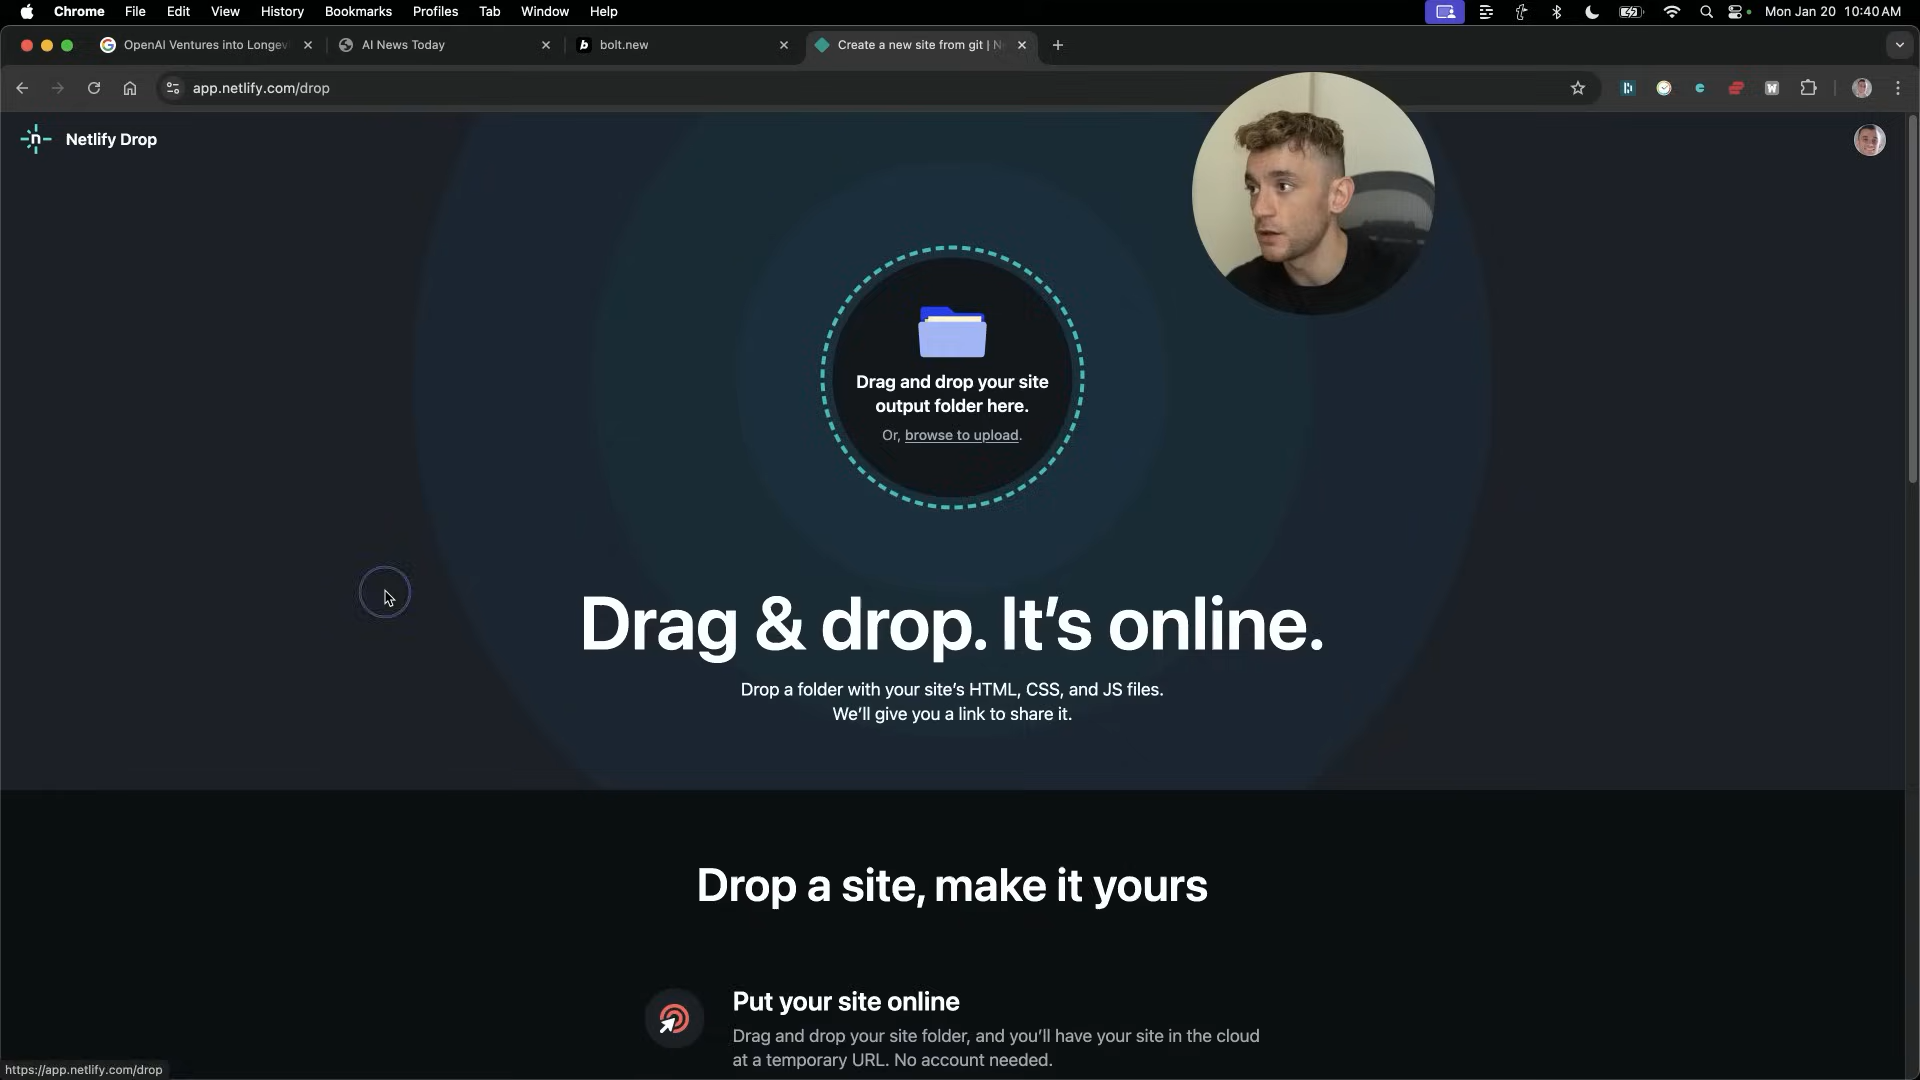 Chrome File Edit View History Bookmarks Profiles Tab Window Help
Mon Jan 20 10:40 AM
OpenAI Ventures into Longev
AI News Today
b bolt.new
Create a new site from git | N
app.netlify.com/drop
W
n Netlify Drop
Drag and drop your site
output folder here.
Or, browse to upload.
Drag & drop. It’s online.
Drop a folder with your site’s HTML, CSS, and JS files.
We’ll give you a link to share it.
Drop a site, make it yours
Put your site online
Drag and drop your site folder, and you’ll have your site in the cloud
at a temporary URL. No account needed.
https://app.netlify.com/drop